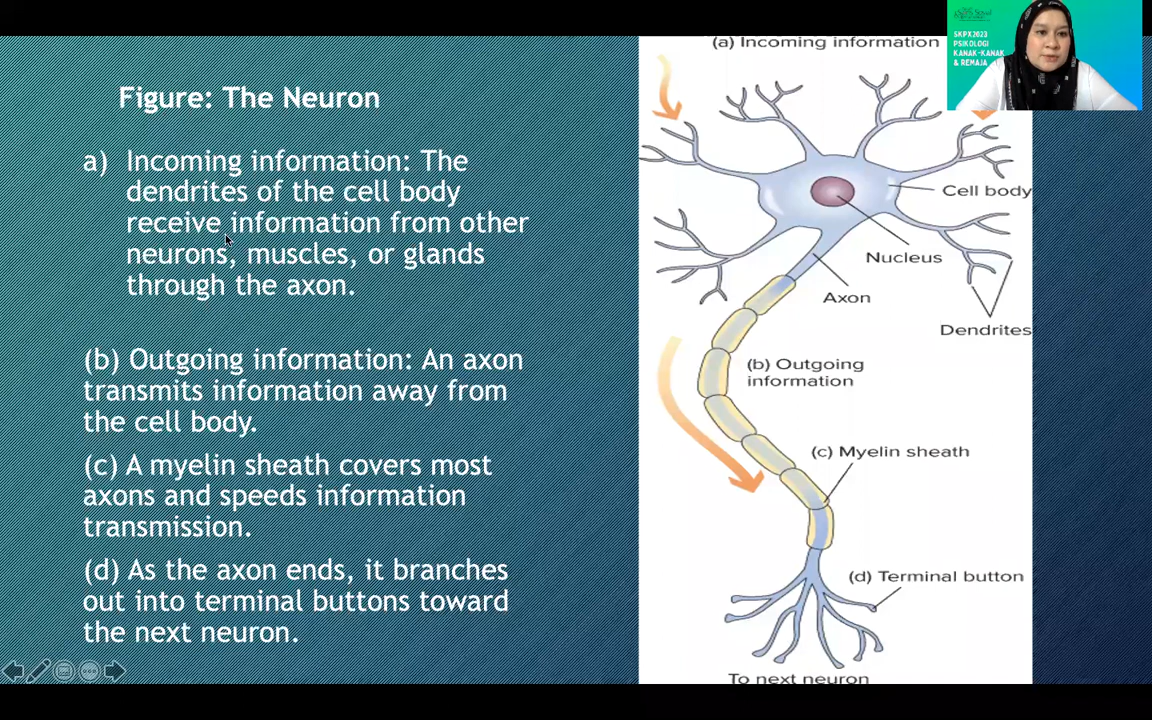 Figure: The Neuron
a) Incoming information: The
dendrites of the cell body
receive information from other
neurons, muscles, or glands
through the axon.
(b) Outgoing information: An axon
transmits information away from
the cell body.
(c) A myelin sheath covers most
axons and speeds information
transmission.
(d) As the axon ends, it branches
out into terminal buttons toward
the next neuron.
(a) Incoming information
Cell body
Nucleus
Axon
Dendrites
(b) Outgoing
information
(c) Myelin sheath
(d) Terminal button
To next neuron
SKPX2023
PSIKOLOGI
KANAK-KANAK
& REMAJA